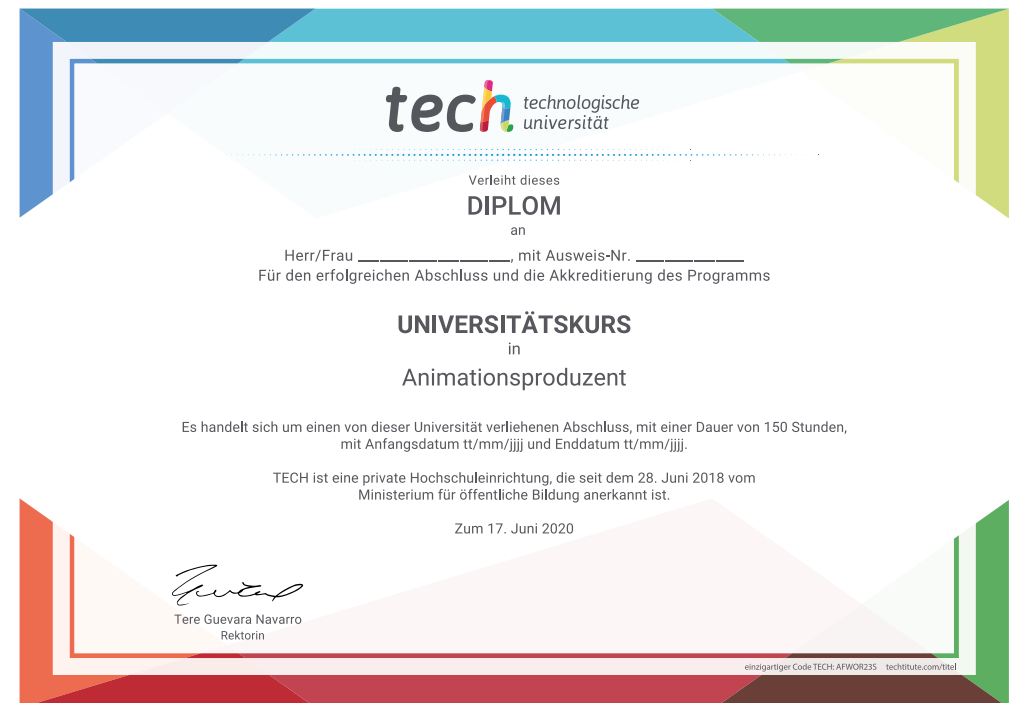 tech technologische
universität
Verleiht dieses
DIPLOM
an
Herr/Frau ________________, mit Ausweis-Nr. ____________
Für den erfolgreichen Abschluss und die Akkreditierung des Programms
UNIVERSITÄTSKURS
in
Animationsproduzent
Es handelt sich um einen von dieser Universität verliehenen Abschluss, mit einer Dauer von 150 Stunden,
mit Anfangsdatum tt/mm/jjjj und Enddatum tt/mm/jjjj.
TECH ist eine private Hochschuleinrichtung, die seit dem 28. Juni 2018 vom
Ministerium für öffentliche Bildung anerkannt ist.
Zum 17. Juni 2020
Tere Guevara Navarro
Rektorin
einzigartiger Code TECH: AFWOR23S techtitute.com/titel